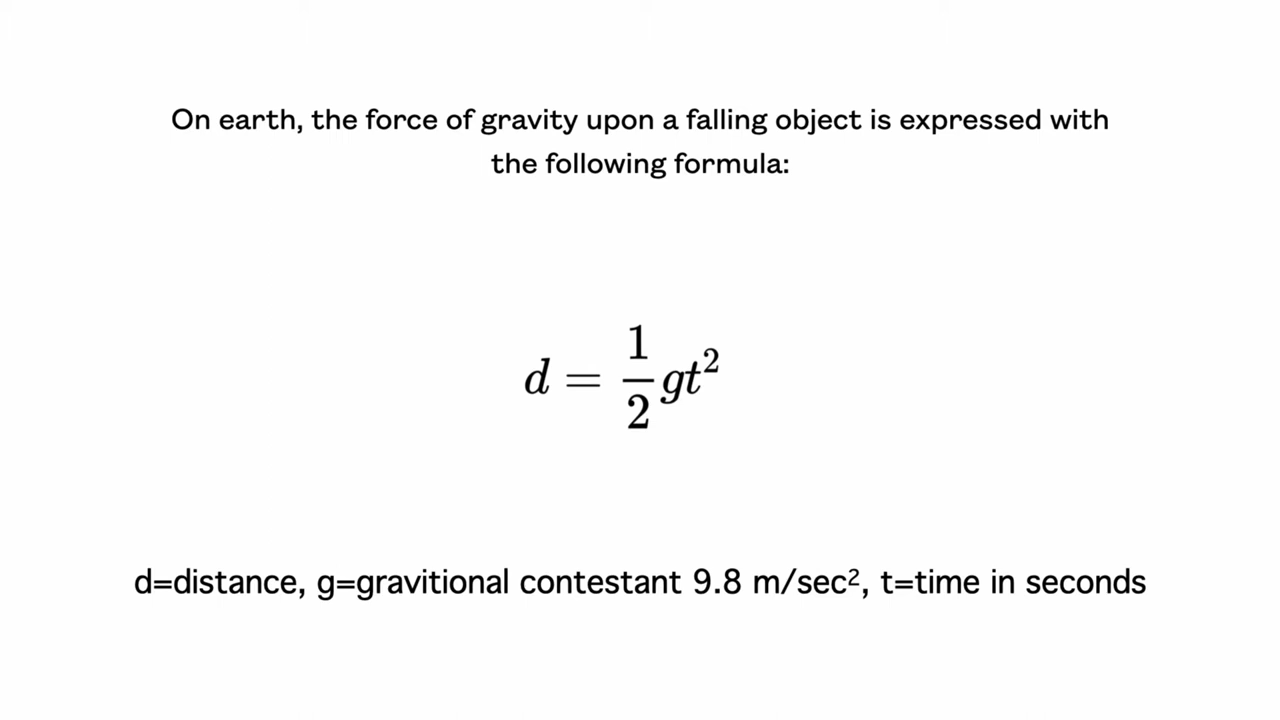 On earth, the force of gravity upon a falling object is expressed with
the following formula:
d = 1/2 gt²
d=distance, g=gravitional contestant 9.8 m/sec², t=time in seconds